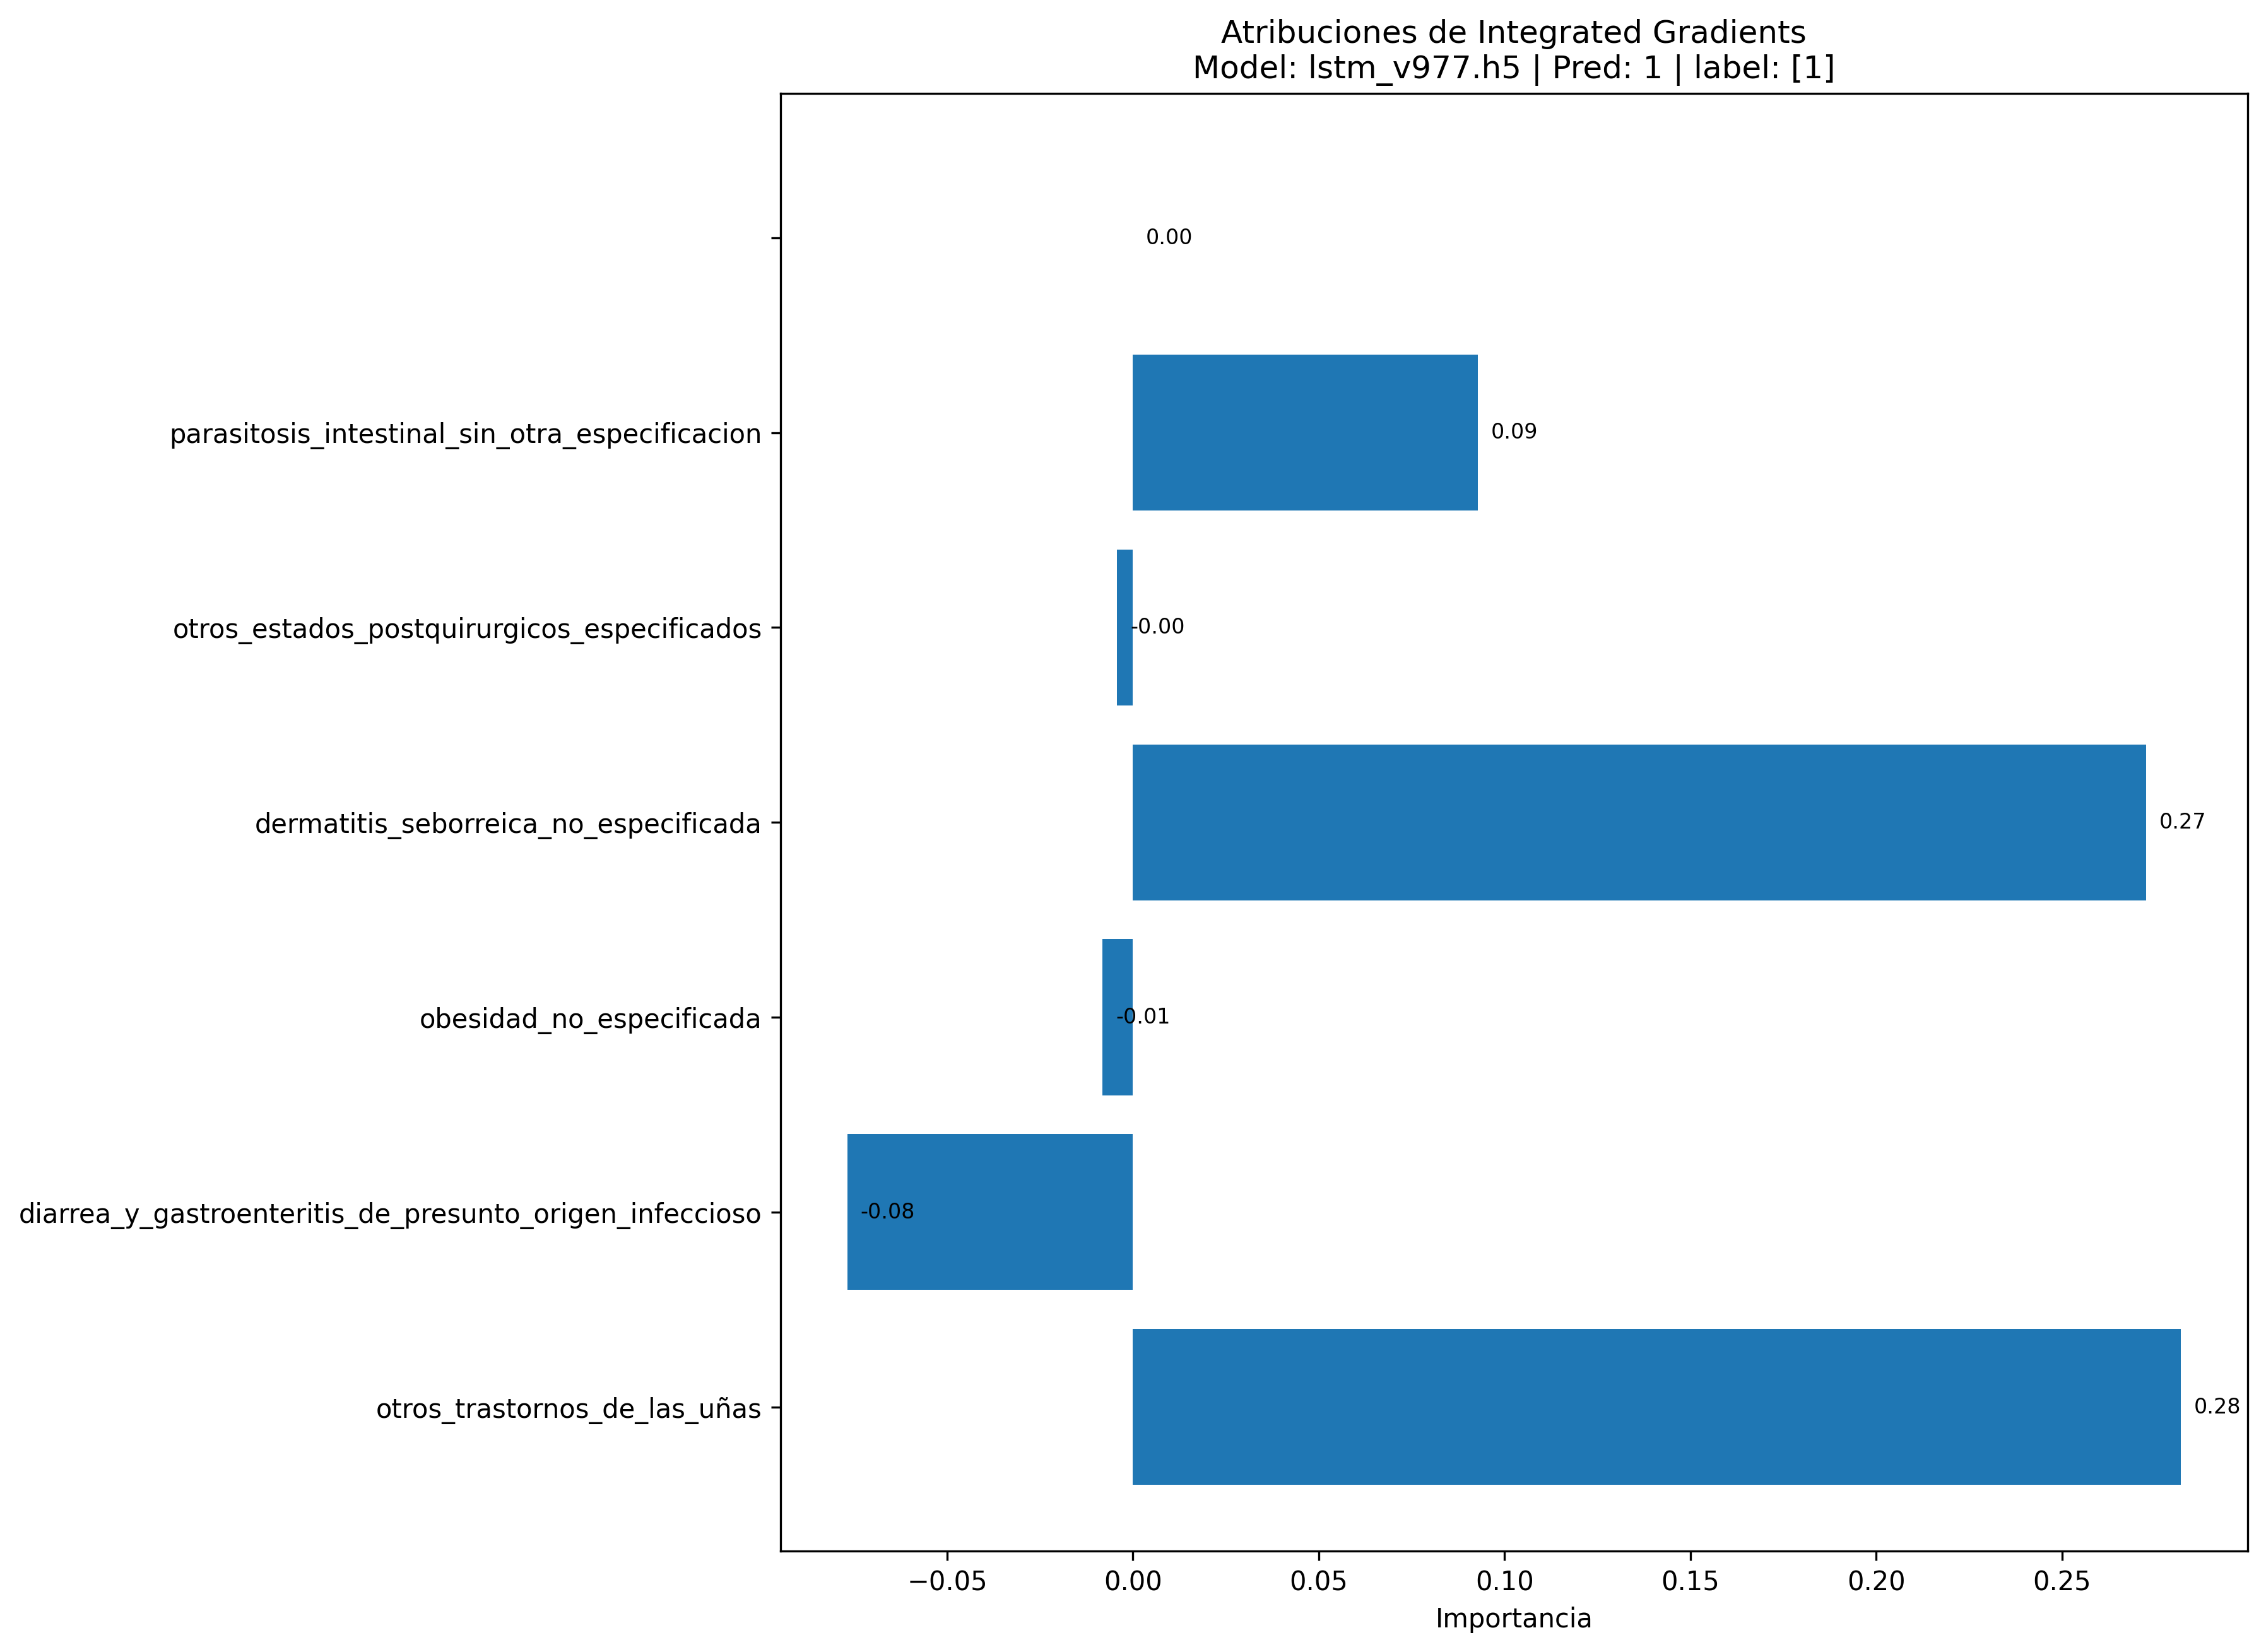 Atribuciones de Integrated Gradients
Model: lstm_v977.h5 | Pred: 1 | label: [1]
0.00
parasitosis_intestinal_sin_otra_especificacion
0.09
otros_estados_postquirurgicos_especificados
-0.00
dermatitis_seborreica_no_especificada
0.27
obesidad_no_especificada
-0.01
diarrea_y_gastroenteritis_de_presunto_origen_infeccioso
-0.08
otros_trastornos_de_las_uñas
0.28
−0.05 0.00 0.05 0.10 0.15 0.20 0.25
Importancia